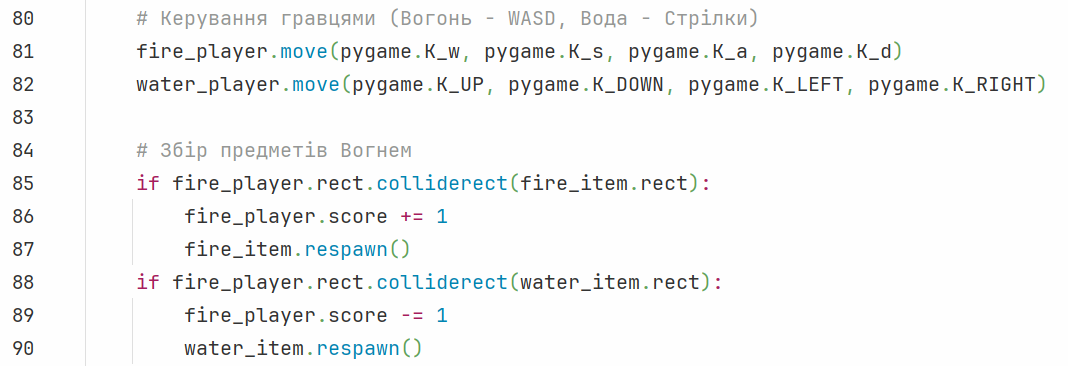 80 # Керування гравцями (Вогонь - WASD, Вода - Стрілки)
81 fire_player.move(pygame.K_w, pygame.K_s, pygame.K_a, pygame.K_d)
82 water_player.move(pygame.K_UP, pygame.K_DOWN, pygame.K_LEFT, pygame.K_RIGHT)
83
84 # Збір предметів Вогнем
85 if fire_player.rect.colliderect(fire_item.rect):
86 fire_player.score += 1
87 fire_item.respawn()
88 if fire_player.rect.colliderect(water_item.rect):
89 fire_player.score -= 1
90 water_item.respawn()